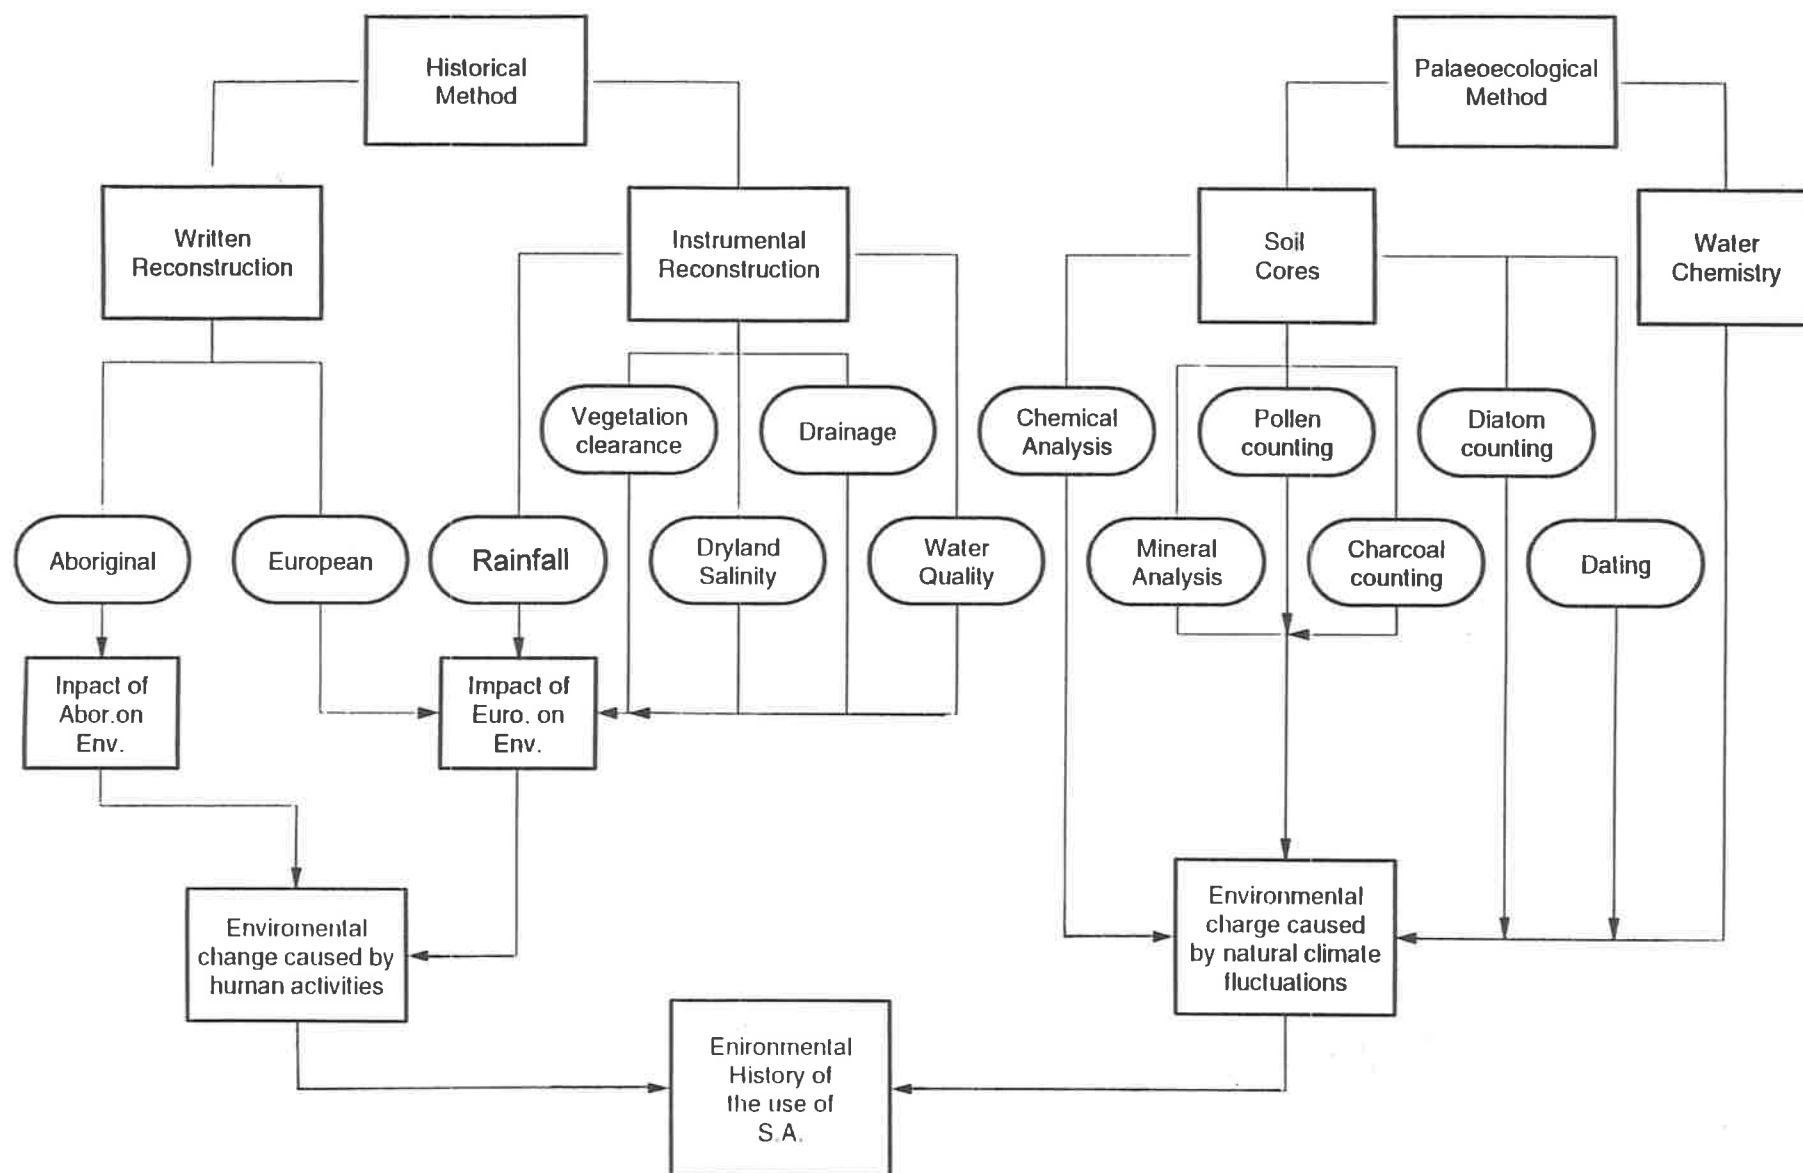 Historical
Method
Palaeoecological
Method
Written
Reconstruction
Instrumental
Reconstruction
Soil
Cores
Water
Chemistry
Vegetation
clearance
Drainage
Chemical
Analysis
Pollen
counting
Diatom
counting
Aboriginal
European
Rainfall
Dryland
Salinity
Water
Quality
Mineral
Analysis
Charcoal
counting
Dating
Inpact of
Abor.on
Env.
Impact of
Euro. on
Env.
Enviromental
change caused by
human activities
Environmental
charge caused
by natural climate
fluctuations
Enironmental
History of
the use of
S.A.